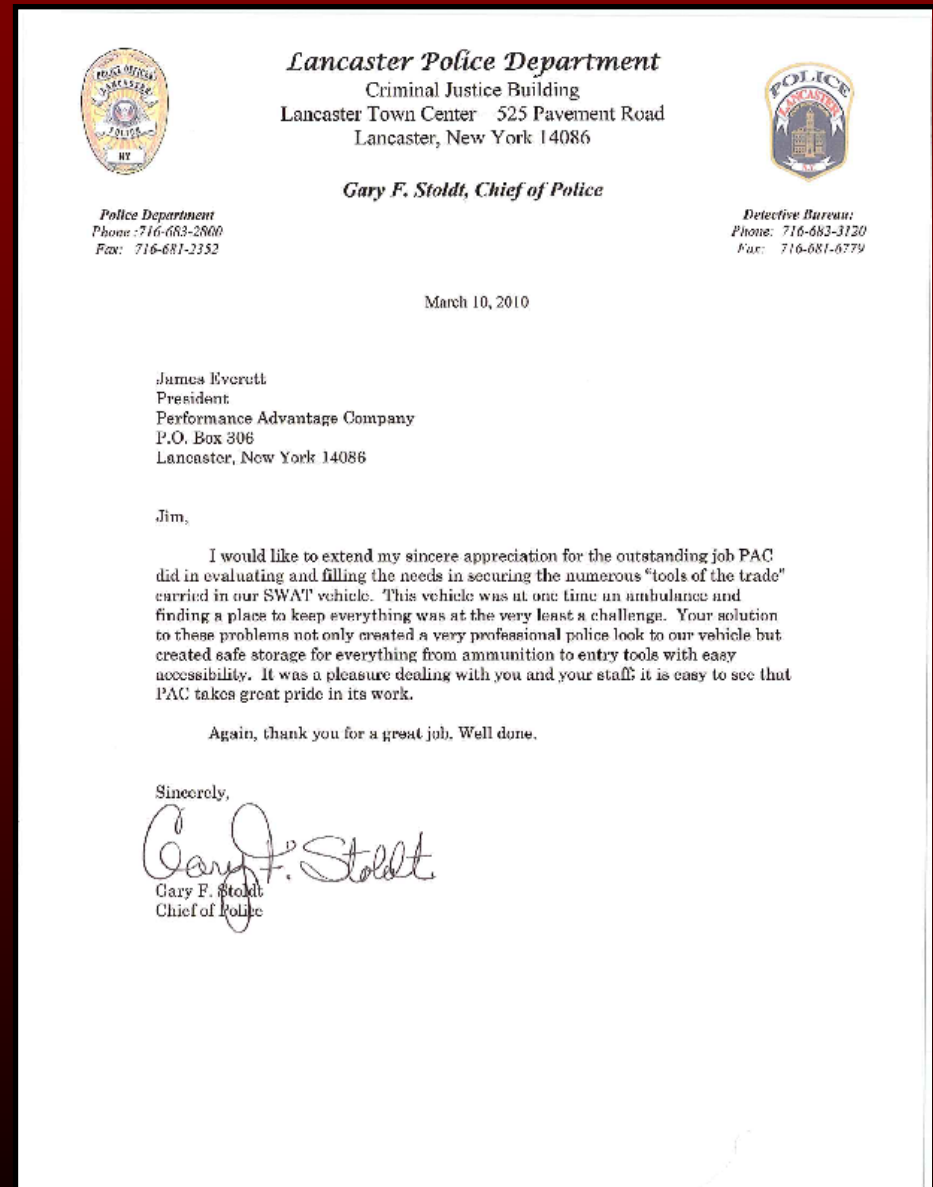 Lancaster Police Department
Criminal Justice Building
Lancaster Town Center 525 Pavement Road
Lancaster, New York 14086
Gary F. Stoldt, Chief of Police
POLICE OFFICER
LANCASTER
POLICE
NY
POLICE
LANCASTER
N.Y.
Police Department
Phone :716-683-2800
Fax: 716-681-2352
Detective Bureau:
Phone: 716-683-3120
Fax: 716-681-6779
March 10, 2010
James Everett
President
Performance Advantage Company
P.O. Box 306
Lancaster, New York 14086
Jim,
I would like to extend my sincere appreciation for the outstanding job PAC
did in evaluating and filling the needs in securing the numerous “tools of the trade”
carried in our SWAT vehicle. This vehicle was at one time an ambulance and
finding a place to keep everything was at the very least a challenge. Your solution
to these problems not only created a very professional police look to our vehicle but
created safe storage for everything from ammunition to entry tools with easy
accessibility. It was a pleasure dealing with you and your staff; it is easy to see that
PAC takes great pride in its work.
Again, thank you for a great job. Well done.
Sincerely,
Gary F. Stoldt
Gary F. Stoldt
Chief of Police